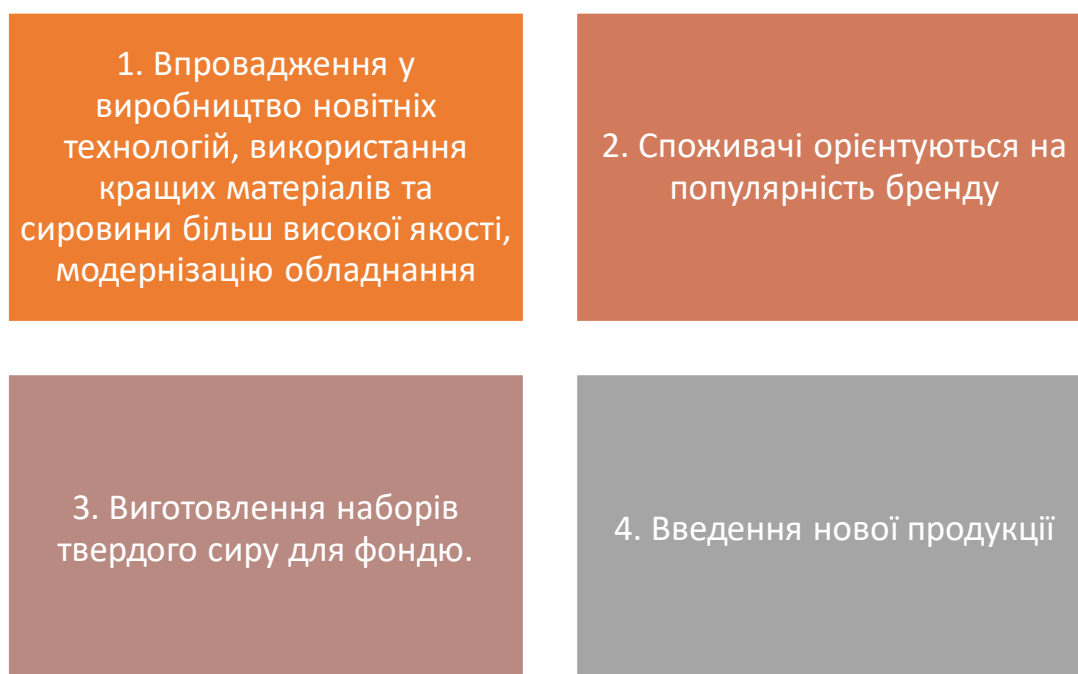 1. Впровадження у
виробництво новітніх
технологій, використання
кращих матеріалів та
сировини більш високої якості,
модернізацію обладнання
2. Споживачі орієнтуються на
популярність бренду
3. Виготовлення наборів
твердого сиру для фондю.
4. Введення нової продукції